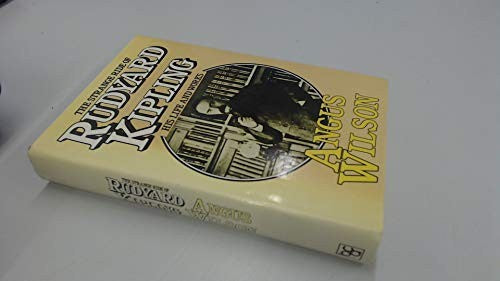 THE STRANGE RIDE OF
RUDYARD
KIPLING
HIS LIFE AND WORKS
ANGUS
WILSON
THE STRANGE RIDE OF
RUDYARD
KIPLING
ANGUS
WILSON